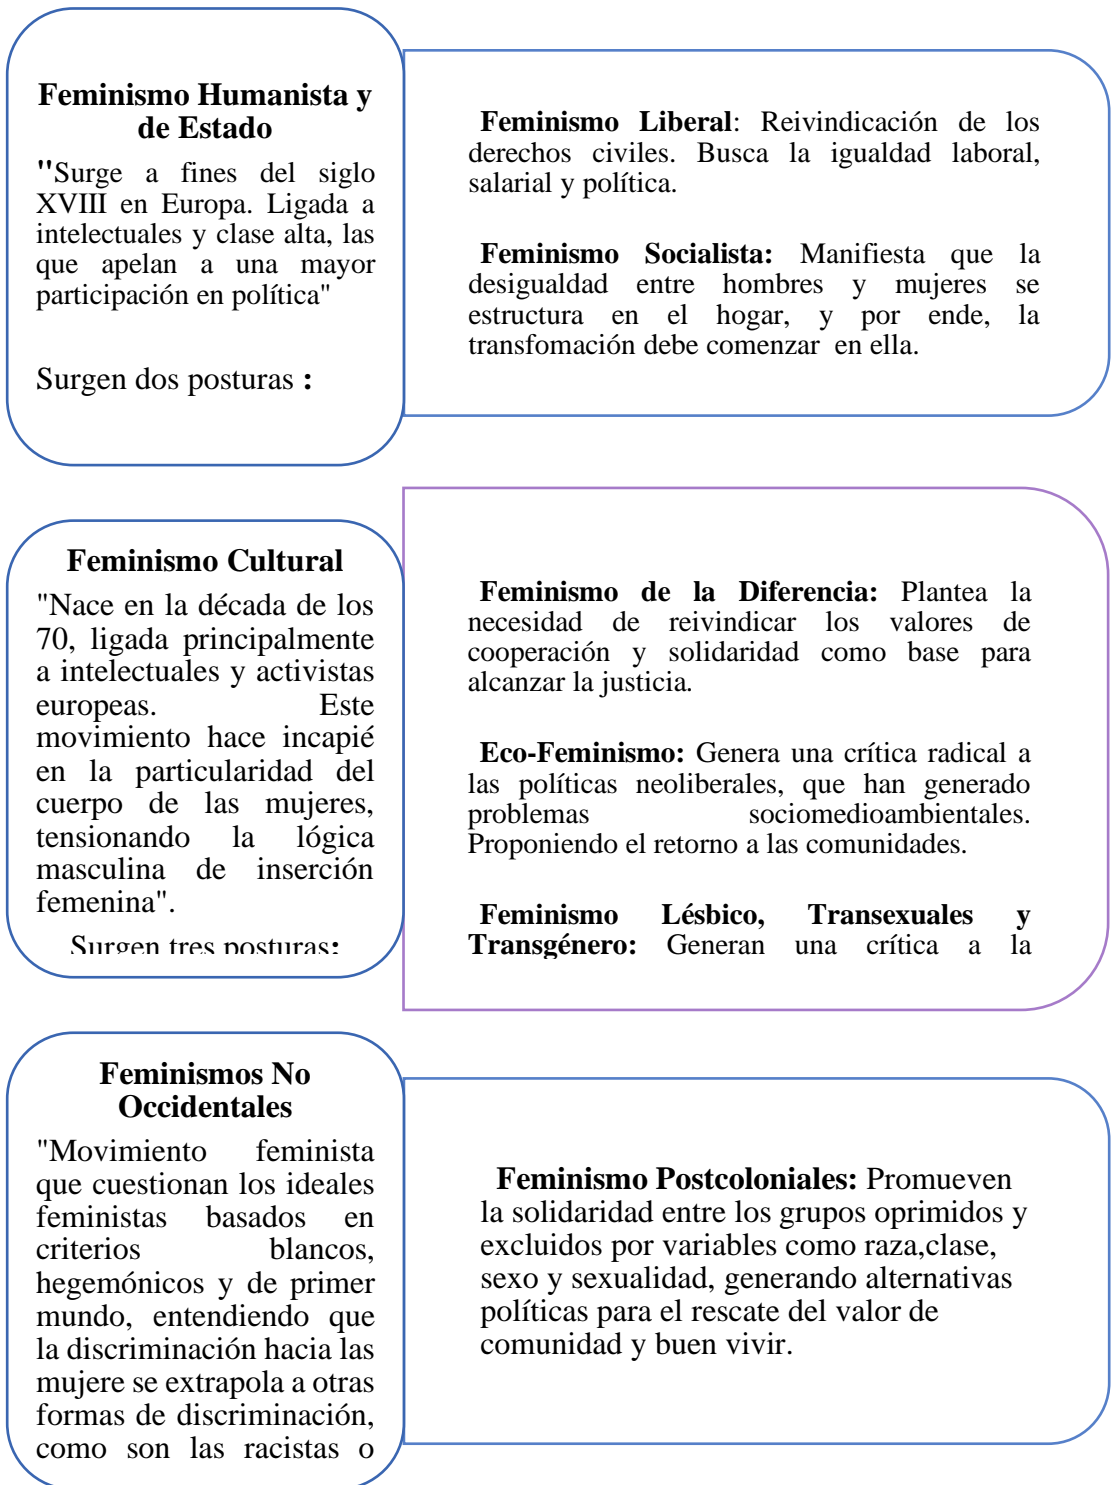 Feminismo Humanista y
de Estado
"Surge a fines del siglo
XVIII en Europa. Ligada a
intelectuales y clase alta, las
que apelan a una mayor
participación en política"
Surgen dos posturas :
Feminismo Liberal: Reivindicación de los
derechos civiles. Busca la igualdad laboral,
salarial y política.
Feminismo Socialista: Manifiesta que la
desigualdad entre hombres y mujeres se
estructura en el hogar, y por ende, la
transfomación debe comenzar en ella.
Feminismo Cultural
"Nace en la década de los
70, ligada principalmente
a intelectuales y activistas
europeas. Este
movimiento hace incapié
en la particularidad del
cuerpo de las mujeres,
tensionando la lógica
masculina de inserción
femenina".
Surgen tres posturas:
Feminismo de la Diferencia: Plantea la
necesidad de reivindicar los valores de
cooperación y solidaridad como base para
alcanzar la justicia.
Eco-Feminismo: Genera una crítica radical a
las políticas neoliberales, que han generado
problemas sociomedioambientales.
Proponiendo el retorno a las comunidades.
Feminismo Lésbico, Transexuales y
Transgénero: Generan una crítica a la
Feminismos No
Occidentales
"Movimiento feminista
que cuestionan los ideales
feministas basados en
criterios blancos,
hegemónicos y de primer
mundo, entendiendo que
la discriminación hacia las
mujere se extrapola a otras
formas de discriminación,
como son las racistas o
Feminismo Postcoloniales: Promueven
la solidaridad entre los grupos oprimidos y
excluidos por variables como raza,clase,
sexo y sexualidad, generando alternativas
políticas para el rescate del valor de
comunidad y buen vivir.